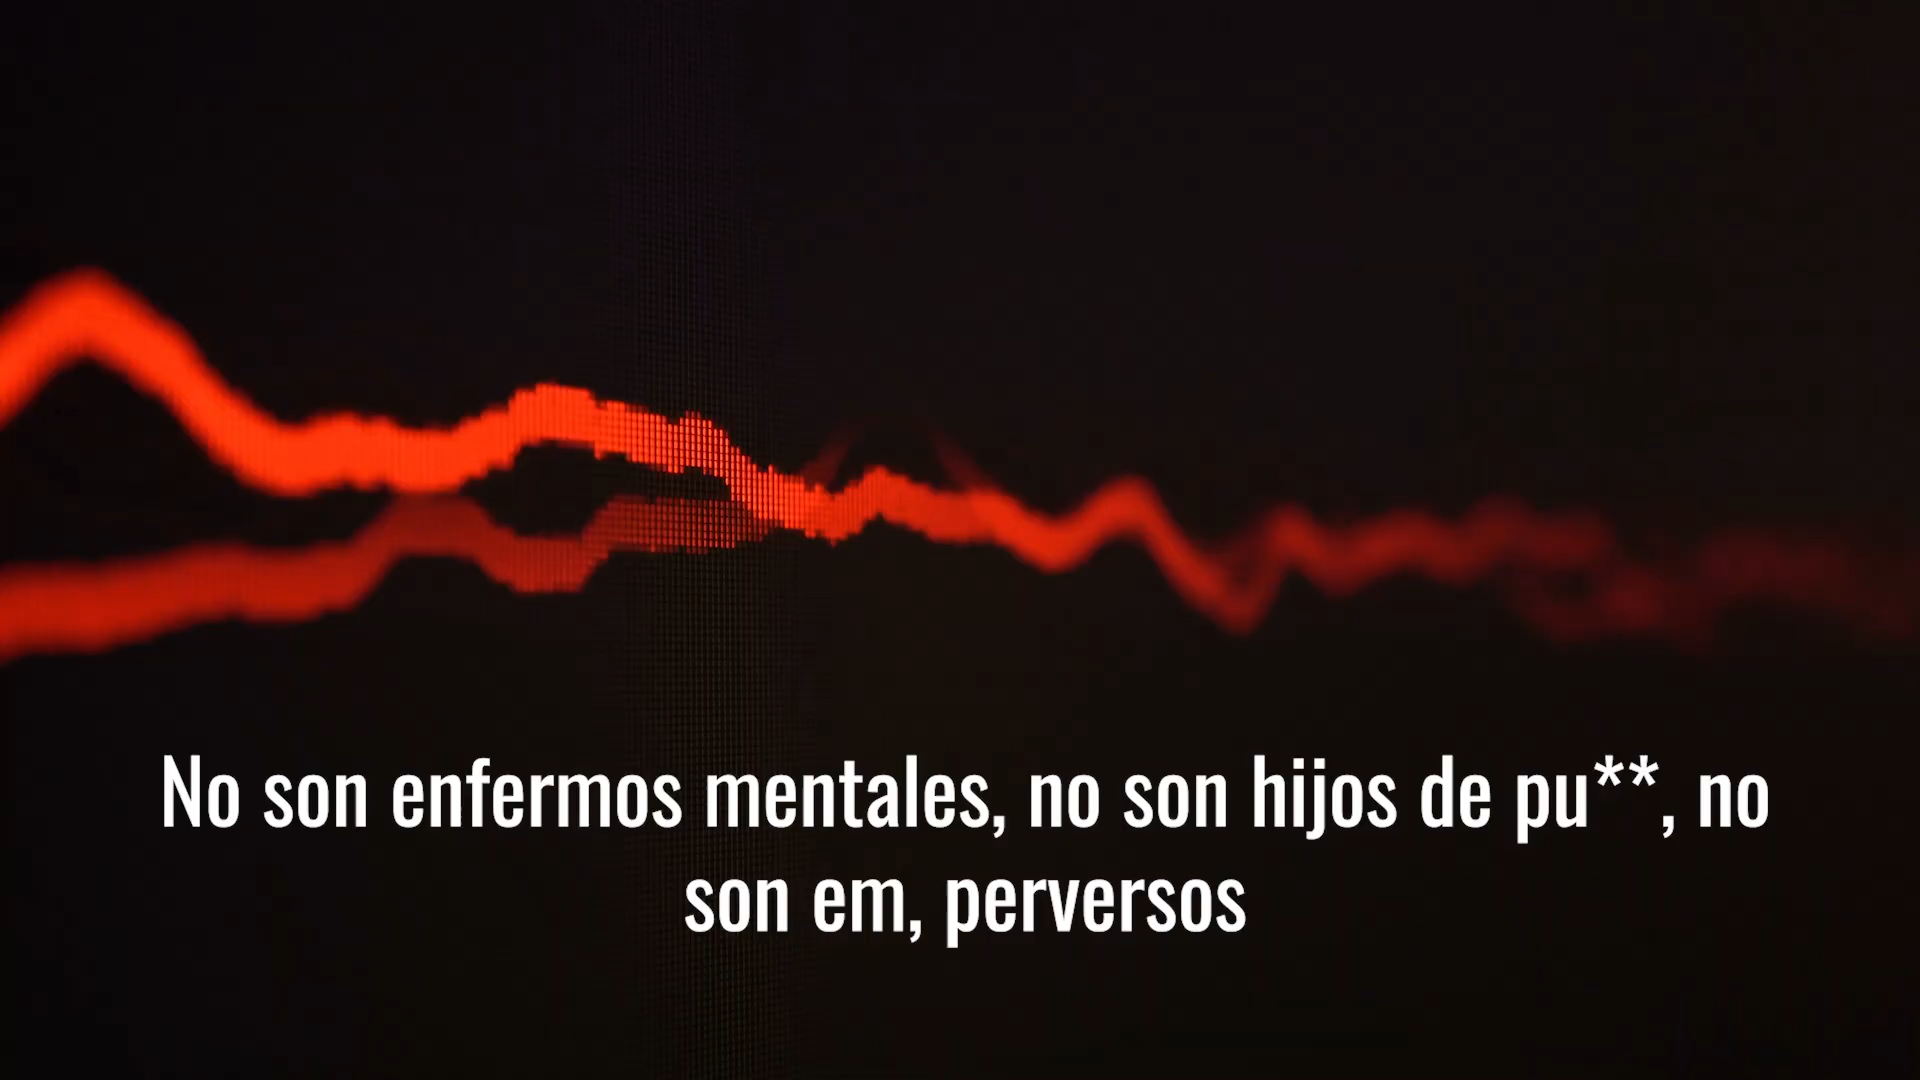 No son enfermos mentales, no son hijos de pu**, no
son em, perversos